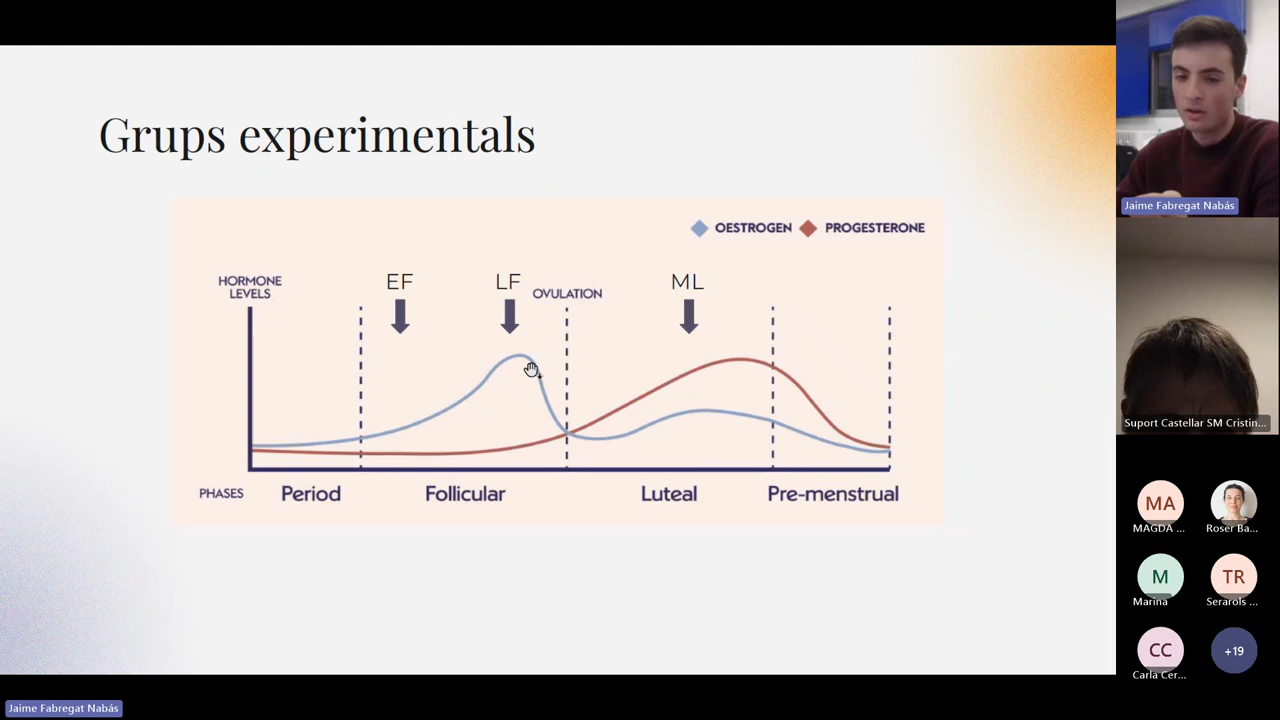 Grups experimentals
OESTROGEN PROGESTERONE
HORMONE
LEVELS
EF
LF
OVULATION
ML
PHASES Period Follicular Luteal Pre-menstrual
Jaime Fabregat Nabás
Suport Castellar SM Cristin...
MA
MAGDA ...
Roser Ba...
M
Marina
TR
Serarols ...
CC
Carla Cer...
+19
Jaime Fabregat Nabás